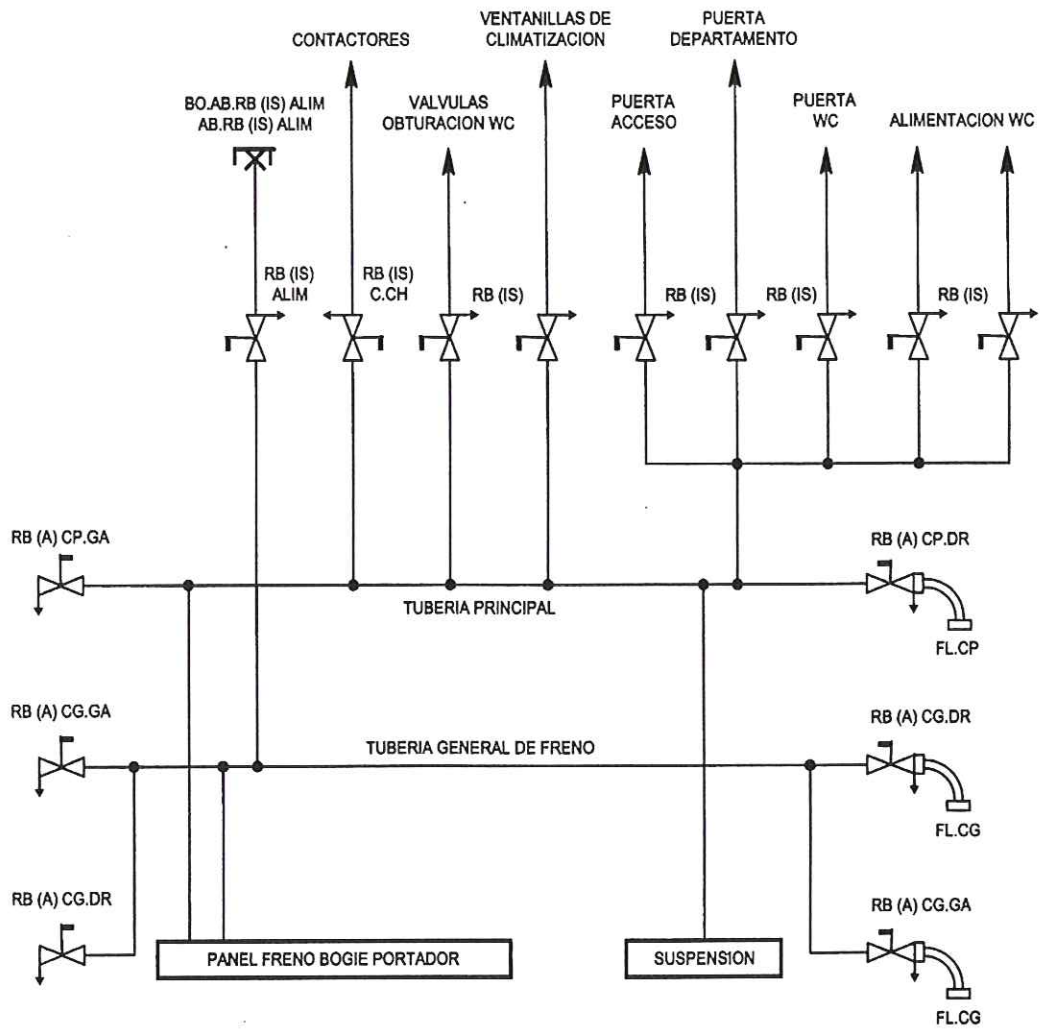 CONTACTORES
VENTANILLAS DE
CLIMATIZACION
PUERTA
DEPARTAMENTO
BO.AB.RB (IS) ALIM
AB.RB (IS) ALIM
VALVULAS
OBTURACION WC
PUERTA
ACCESO
PUERTA
WC
ALIMENTACION WC
RB (IS)
ALIM
RB (IS)
C.CH
RB (IS)
RB (IS)
RB (IS)
RB (IS)
RB (A) CP.GA
RB (A) CP.DR
TUBERIA PRINCIPAL
FL.CP
RB (A) CG.GA
RB (A) CG.DR
TUBERIA GENERAL DE FRENO
FL.CG
RB (A) CG.DR
RB (A) CG.GA
PANEL FRENO BOGIE PORTADOR
SUSPENSION
FL.CG